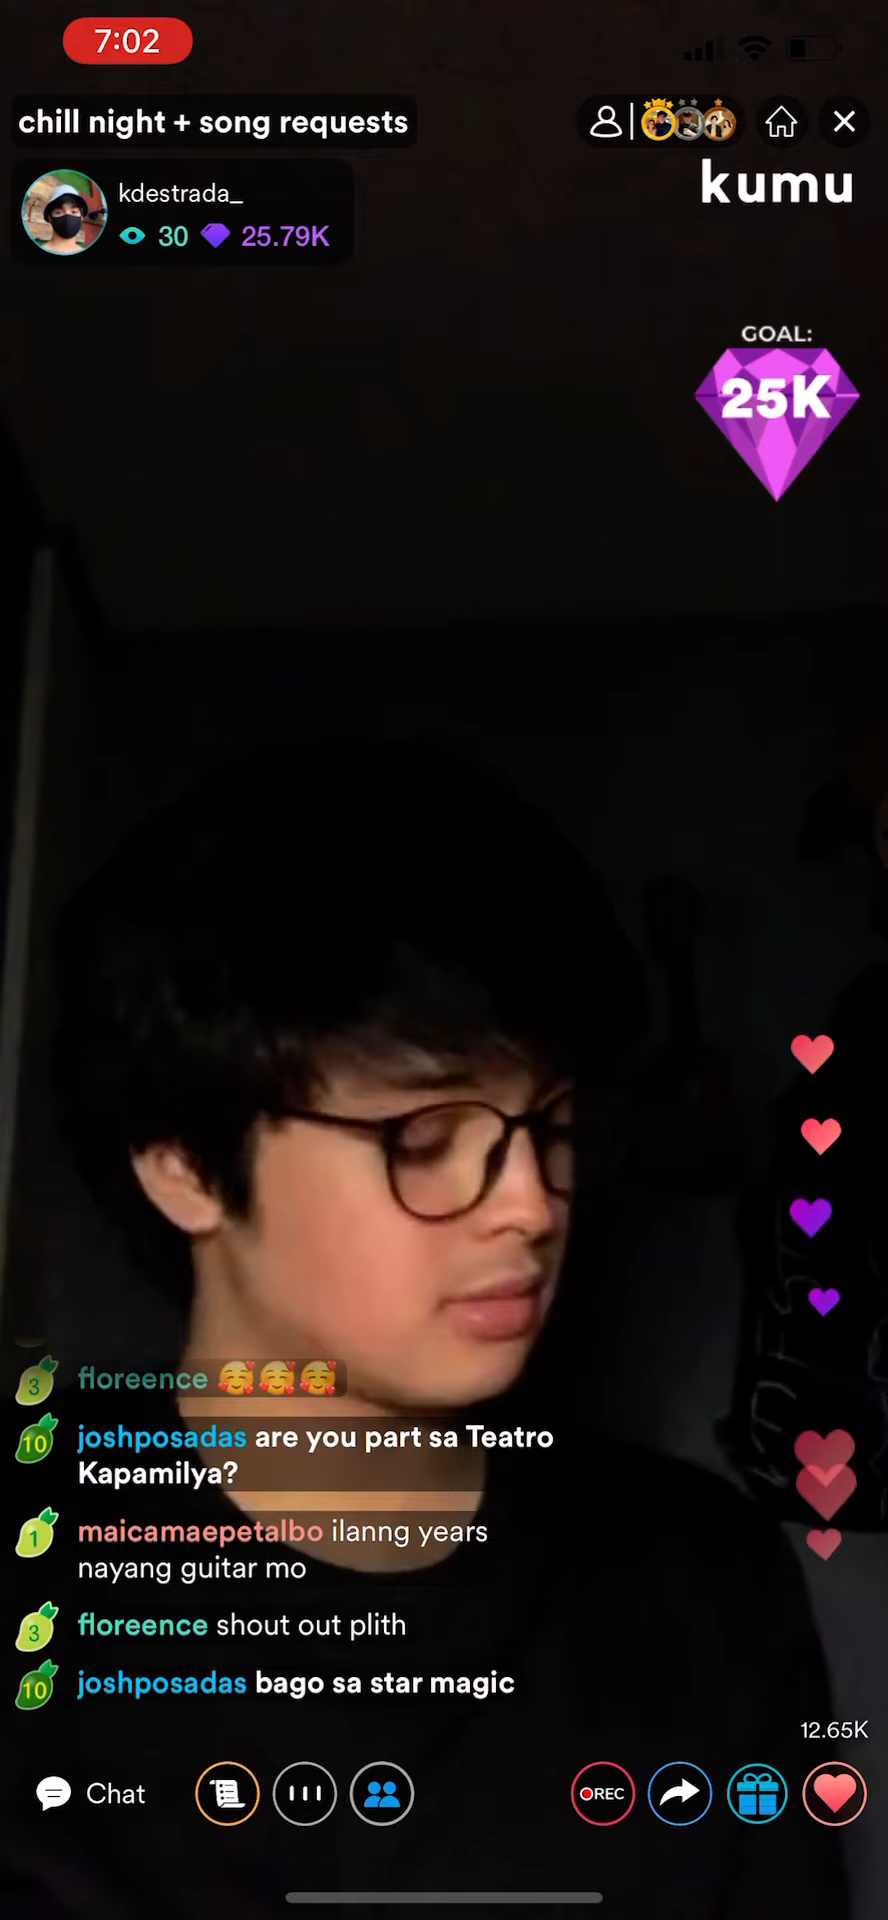 7:02
chill night + song requests
kumu
kdestrada_
30 25.79K
GOAL:
25K
3 floreence 🥰🥰🥰
10 joshposadas are you part sa Teatro
Kapamilya?
1 maicamaepetalbo ilanng years
nayang guitar mo
3 floreence shout out plith
10 joshposadas bago sa star magic
12.65K
Chat
REC